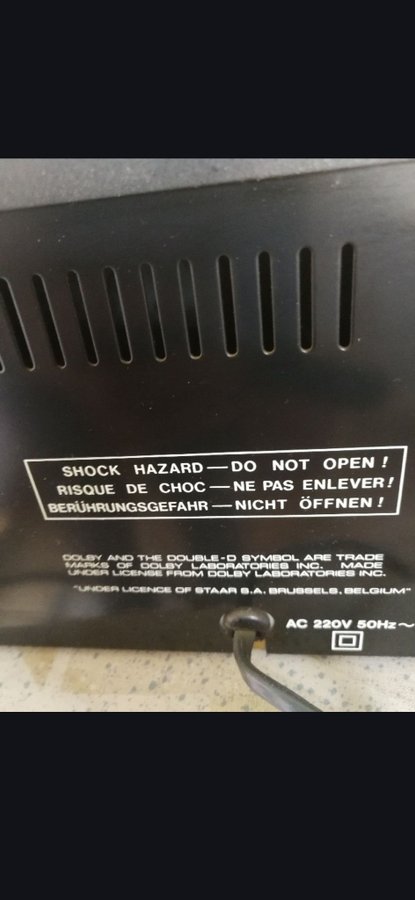 SHOCK HAZARD — DO NOT OPEN !
RISQUE DE CHOC — NE PAS ENLEVER !
BERÜHRUNGSGEFAHR — NICHT ÖFFNEN !
DOLBY AND THE DOUBLE-D SYMBOL ARE TRADE
MARKS OF DOLBY LABORATORIES INC. MADE
UNDER LICENSE FROM DOLBY LABORATORIES INC.
"UNDER LICENCE OF STAAR S.A. BRUSSELS, BELGIUM"
AC 220V 50Hz ~